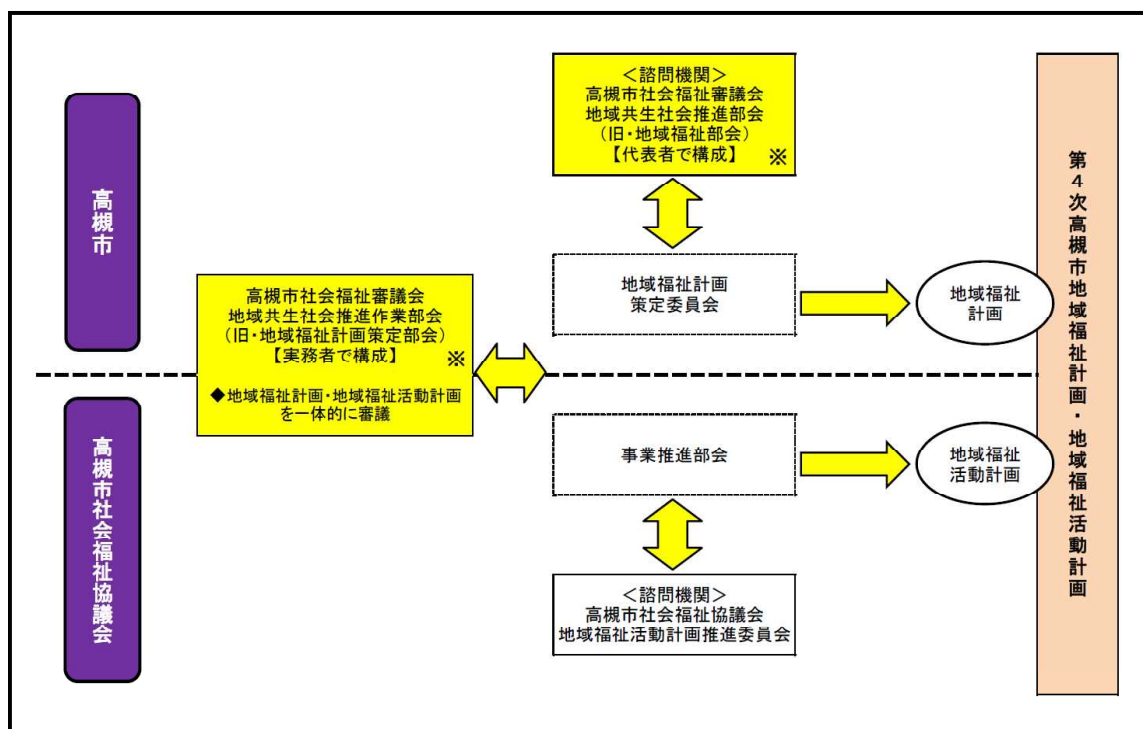 高槻市
高槻市社会福祉協議会
高槻市社会福祉審議会
地域共生社会推進作業部会
(旧・地域福祉計画策定部会)
【実務者で構成】 ※
◆地域福祉計画・地域福祉活動計画
を一体的に審議
<諮問機関>
高槻市社会福祉審議会
地域共生社会推進部会
(旧・地域福祉部会)
【代表者で構成】 ※
地域福祉計画
策定委員会
事業推進部会
<諮問機関>
高槻市社会福祉協議会
地域福祉活動計画推進委員会
地域福祉
計画
地域福祉
活動計画
第4次高槻市地域福祉計画・地域福祉活動計画